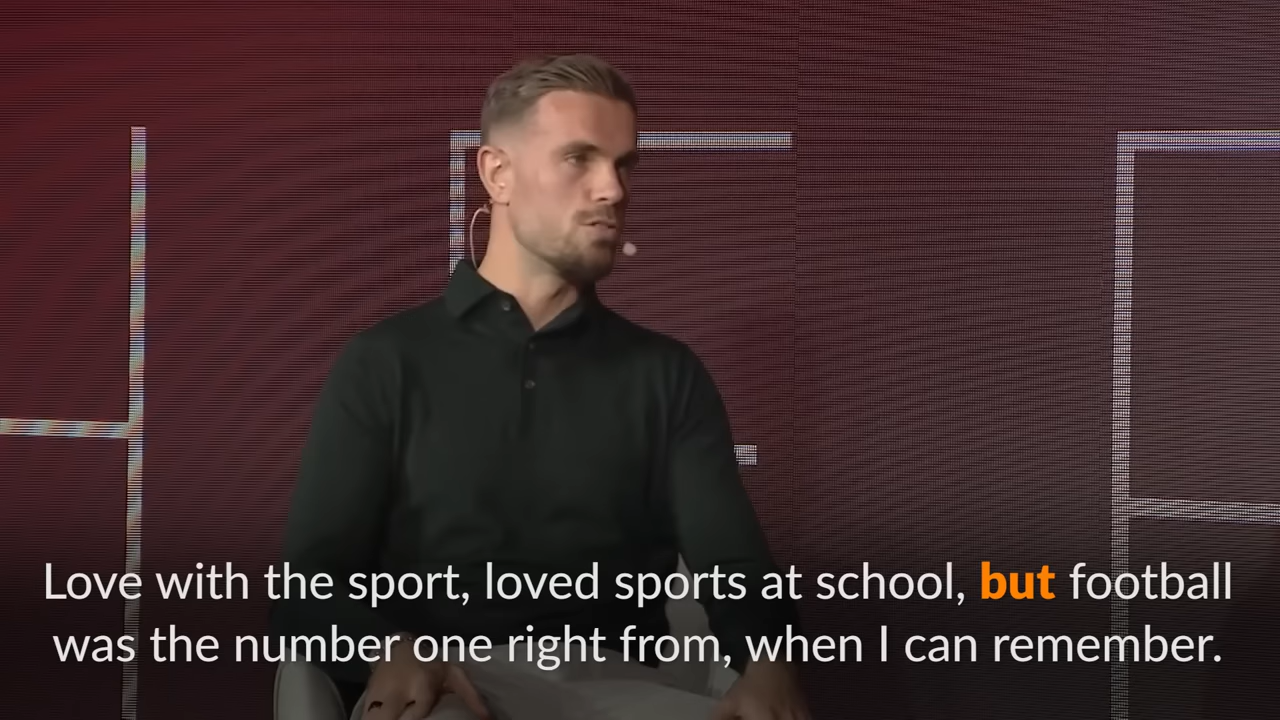 Love with the sport, loved sports at school, but football
was the number one right from, when I can remember.